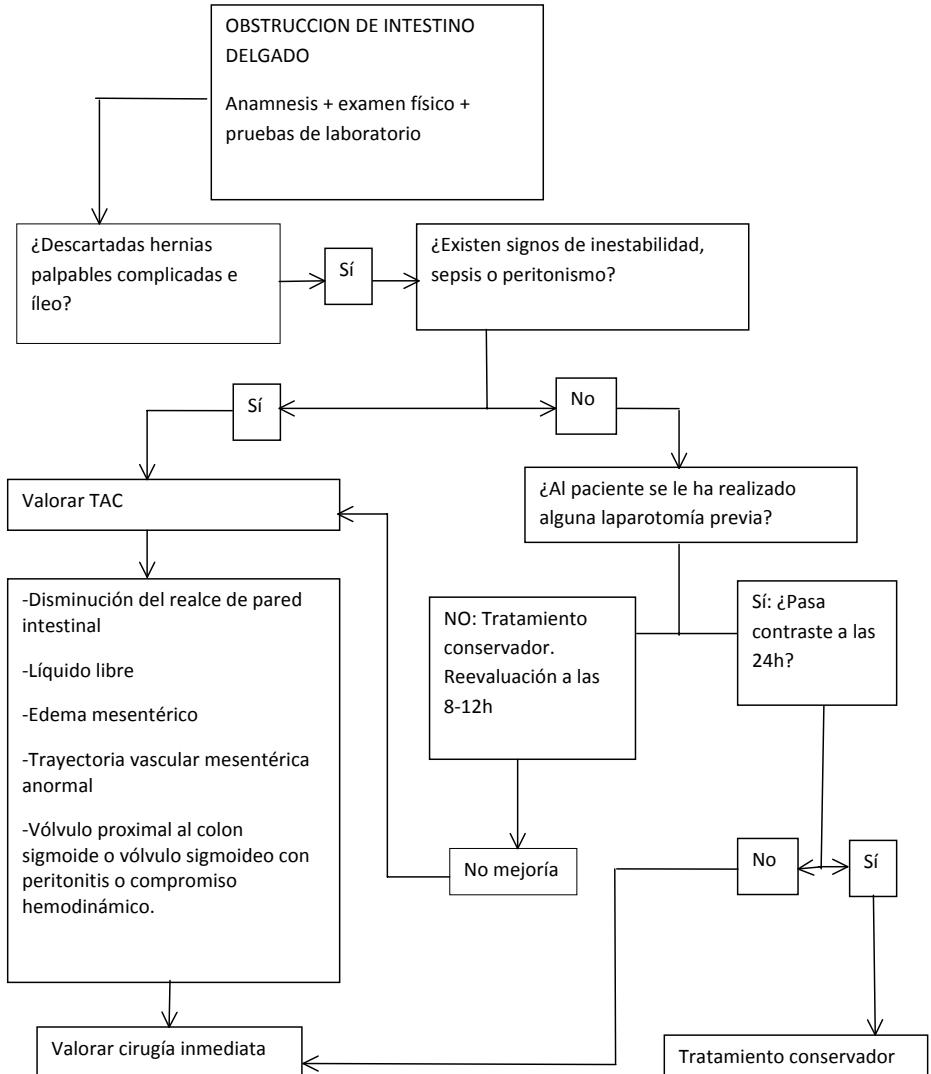 OBSTRUCCION DE INTESTINO
DELGADO
Anamnesis + examen físico +
pruebas de laboratorio
¿Descartadas hernias
palpables complicadas e
íleo?
Sí
¿Existen signos de inestabilidad,
sepsis o peritonismo?
Sí
No
Valorar TAC
¿Al paciente se le ha realizado
alguna laparotomía previa?
-Disminución del realce de pared
intestinal
-Líquido libre
-Edema mesentérico
-Trayectoria vascular mesentérica
anormal
-Vólvulo proximal al colon
sigmoide o vólvulo sigmoideo con
peritonitis o compromiso
hemodinámico.
NO: Tratamiento
conservador.
Reevaluación a las
8-12h
Sí: ¿Pasa
contraste a las
24h?
No mejoría
No
Sí
Valorar cirugía inmediata
Tratamiento conservador